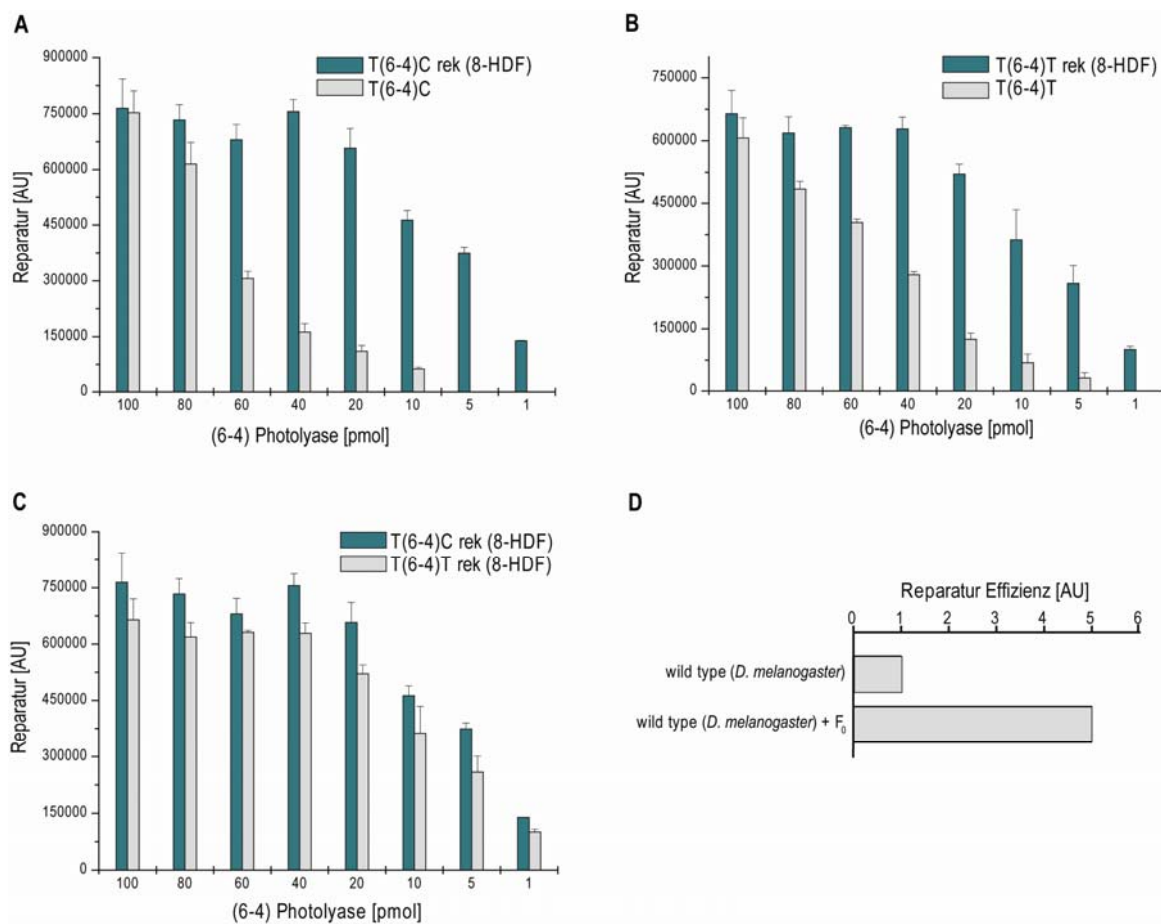 A
T(6-4)C rek (8-HDF)
T(6-4)C
Reparatur [AU]
900000
750000
600000
450000
300000
150000
0
100 80 60 40 20 10 5 1
(6-4) Photolyase [pmol]
B
T(6-4)T rek (8-HDF)
T(6-4)T
Reparatur [AU]
750000
600000
450000
300000
150000
0
100 80 60 40 20 10 5 1
(6-4) Photolyase [pmol]
C
T(6-4)C rek (8-HDF)
T(6-4)T rek (8-HDF)
Reparatur [AU]
900000
750000
600000
450000
300000
150000
0
100 80 60 40 20 10 5 1
(6-4) Photolyase [pmol]
D
Reparatur Effizienz [AU]
0 1 2 3 4 5 6
wild type (D. melanogaster)
wild type (D. melanogaster) + F₀